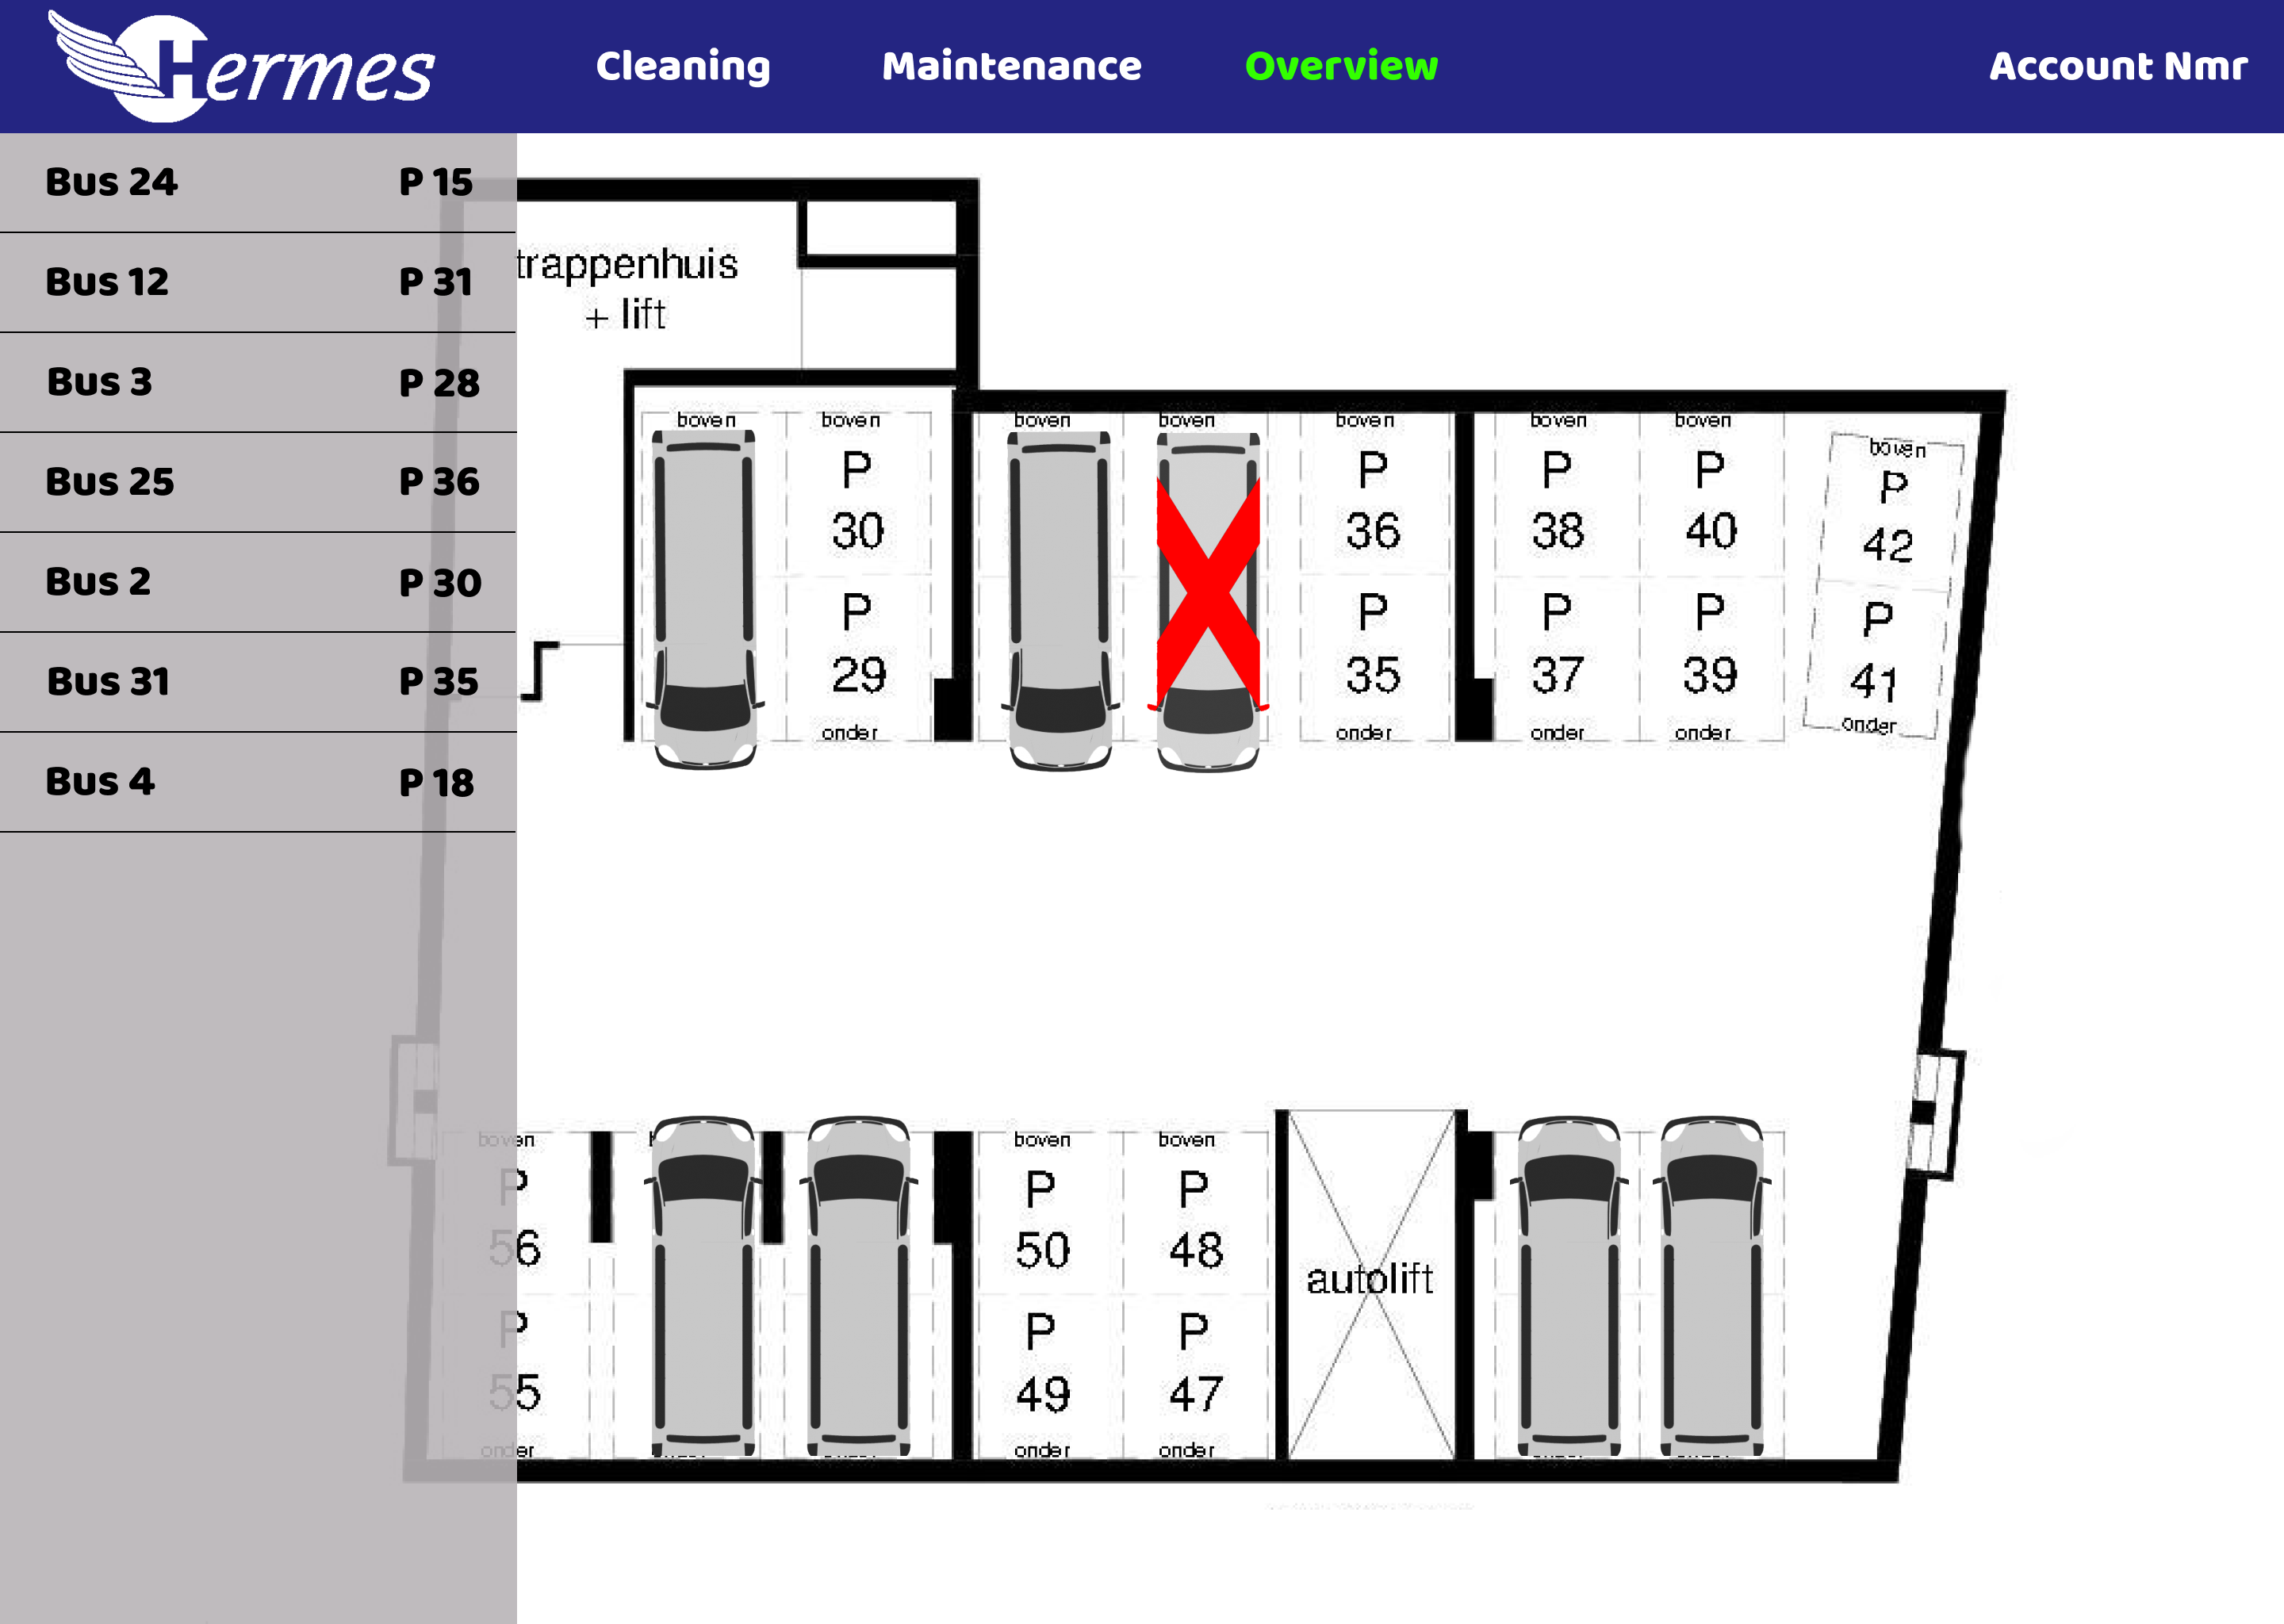 Hermes Cleaning Maintenance Overview Account Nmr
Bus 24 P 15
Bus 12 P 31
Bus 3 P 28
Bus 25 P 36
Bus 2 P 30
Bus 31 P 35
Bus 4 P 18
trappenhuis
+ lift
boven boven boven boven boven boven boven boven
P P P P P
30 36 38 40 42
P P P P P
29 35 37 39 41
onder onder onder onder onder
boven boven boven
P P P
56 50 48
autolift
P P P
55 49 47
onder onder onder